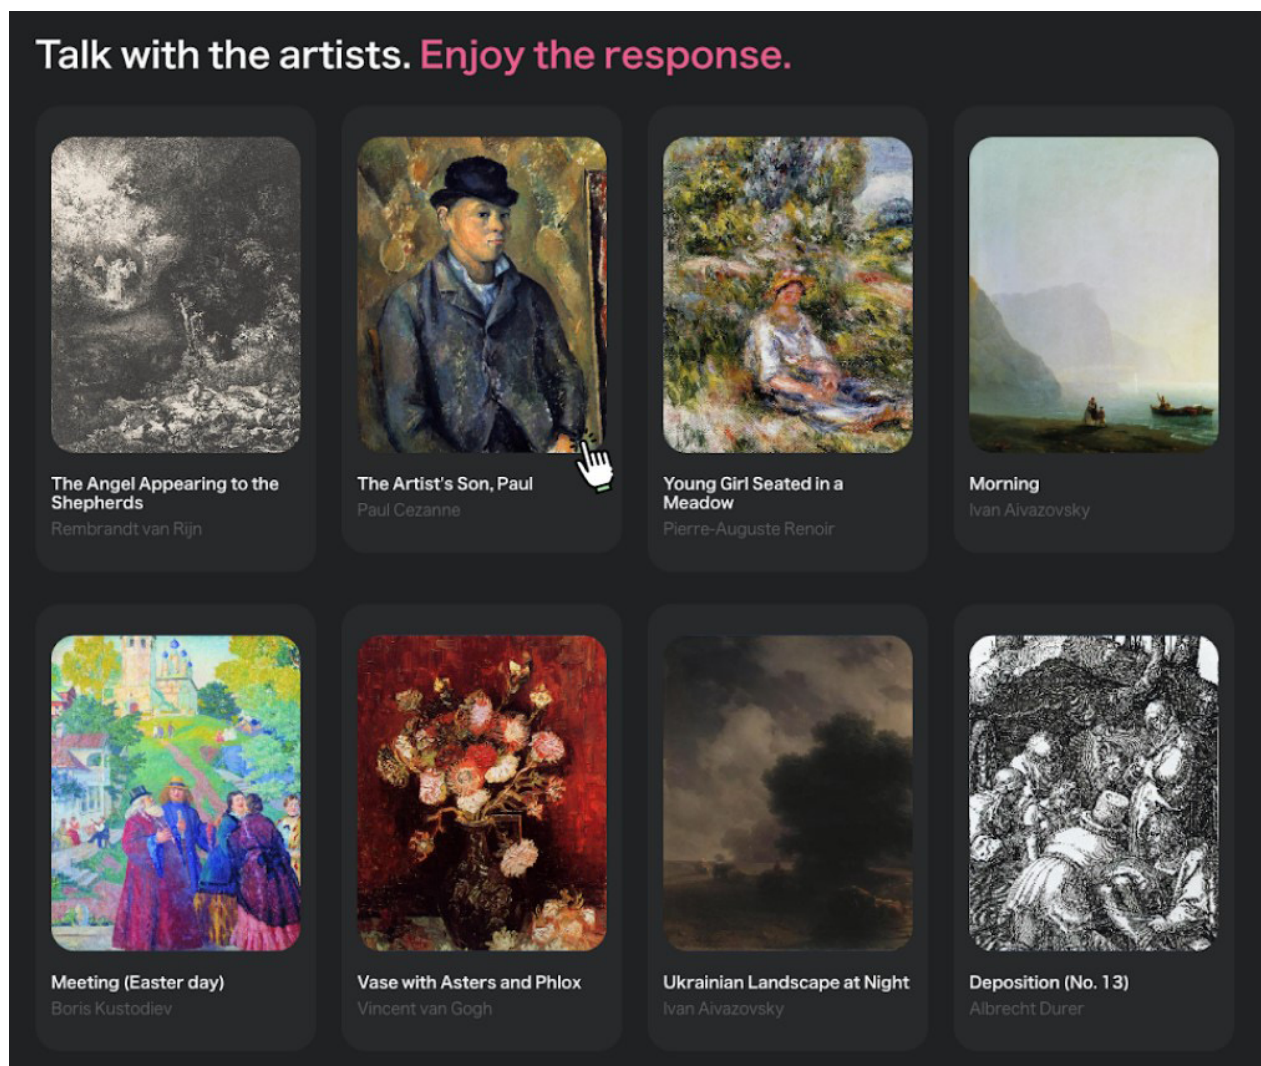 Talk with the artists. Enjoy the response.
The Angel Appearing to the
Shepherds
Rembrandt van Rijn
The Artist's Son, Paul
Paul Cezanne
Young Girl Seated in a
Meadow
Pierre-Auguste Renoir
Morning
Ivan Aivazovsky
Meeting (Easter day)
Boris Kustodiev
Vase with Asters and Phlox
Vincent van Gogh
Ukrainian Landscape at Night
Ivan Aivazovsky
Deposition (No. 13)
Albrecht Durer